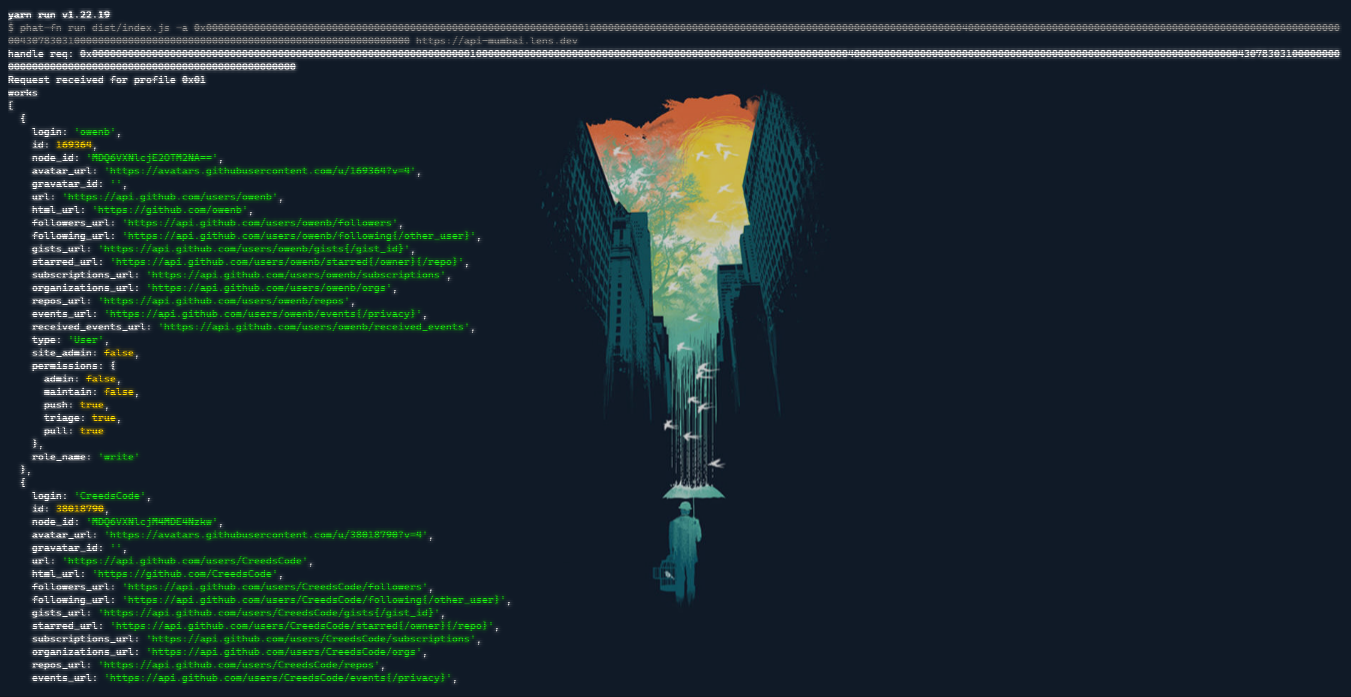 yarn run v1.22.19
$ phat-fn run dist/index.js -a
https://api-mumbai.lens.dev
handle req:
Request received for profile 0x01
works
[
{
login: 'owenb',
id: 169364,
node_id: 'MDQ6VXNlcjE2OTM2NA==',
avatar_url: 'https://avatars.githubusercontent.com/u/169364?v=4',
gravatar_id: '',
url: 'https://api.github.com/users/owenb',
html_url: 'https://github.com/owenb',
followers_url: 'https://api.github.com/users/owenb/followers',
following_url: 'https://api.github.com/users/owenb/following{/other_user}',
gists_url: 'https://api.github.com/users/owenb/gists{/gist_id}',
starred_url: 'https://api.github.com/users/owenb/starred{/owner}{/repo}',
subscriptions_url: 'https://api.github.com/users/owenb/subscriptions',
organizations_url: 'https://api.github.com/users/owenb/orgs',
repos_url: 'https://api.github.com/users/owenb/repos',
events_url: 'https://api.github.com/users/owenb/events{/privacy}',
received_events_url: 'https://api.github.com/users/owenb/received_events',
type: 'User',
site_admin: false,
permissions: {
admin: false,
maintain: false,
push: true,
triage: true,
pull: true
},
role_name: 'write'
},
{
login: 'CreedsCode',
id: 38018790,
node_id: 'MDQ6VXNlcjM4MDE4Nzkw',
avatar_url: 'https://avatars.githubusercontent.com/u/38018790?v=4',
gravatar_id: '',
url: 'https://api.github.com/users/CreedsCode',
html_url: 'https://github.com/CreedsCode',
followers_url: 'https://api.github.com/users/CreedsCode/followers',
following_url: 'https://api.github.com/users/CreedsCode/following{/other_user}',
gists_url: 'https://api.github.com/users/CreedsCode/gists{/gist_id}',
starred_url: 'https://api.github.com/users/CreedsCode/starred{/owner}{/repo}',
subscriptions_url: 'https://api.github.com/users/CreedsCode/subscriptions',
organizations_url: 'https://api.github.com/users/CreedsCode/orgs',
repos_url: 'https://api.github.com/users/CreedsCode/repos',
events_url: 'https://api.github.com/users/CreedsCode/events{/privacy}',